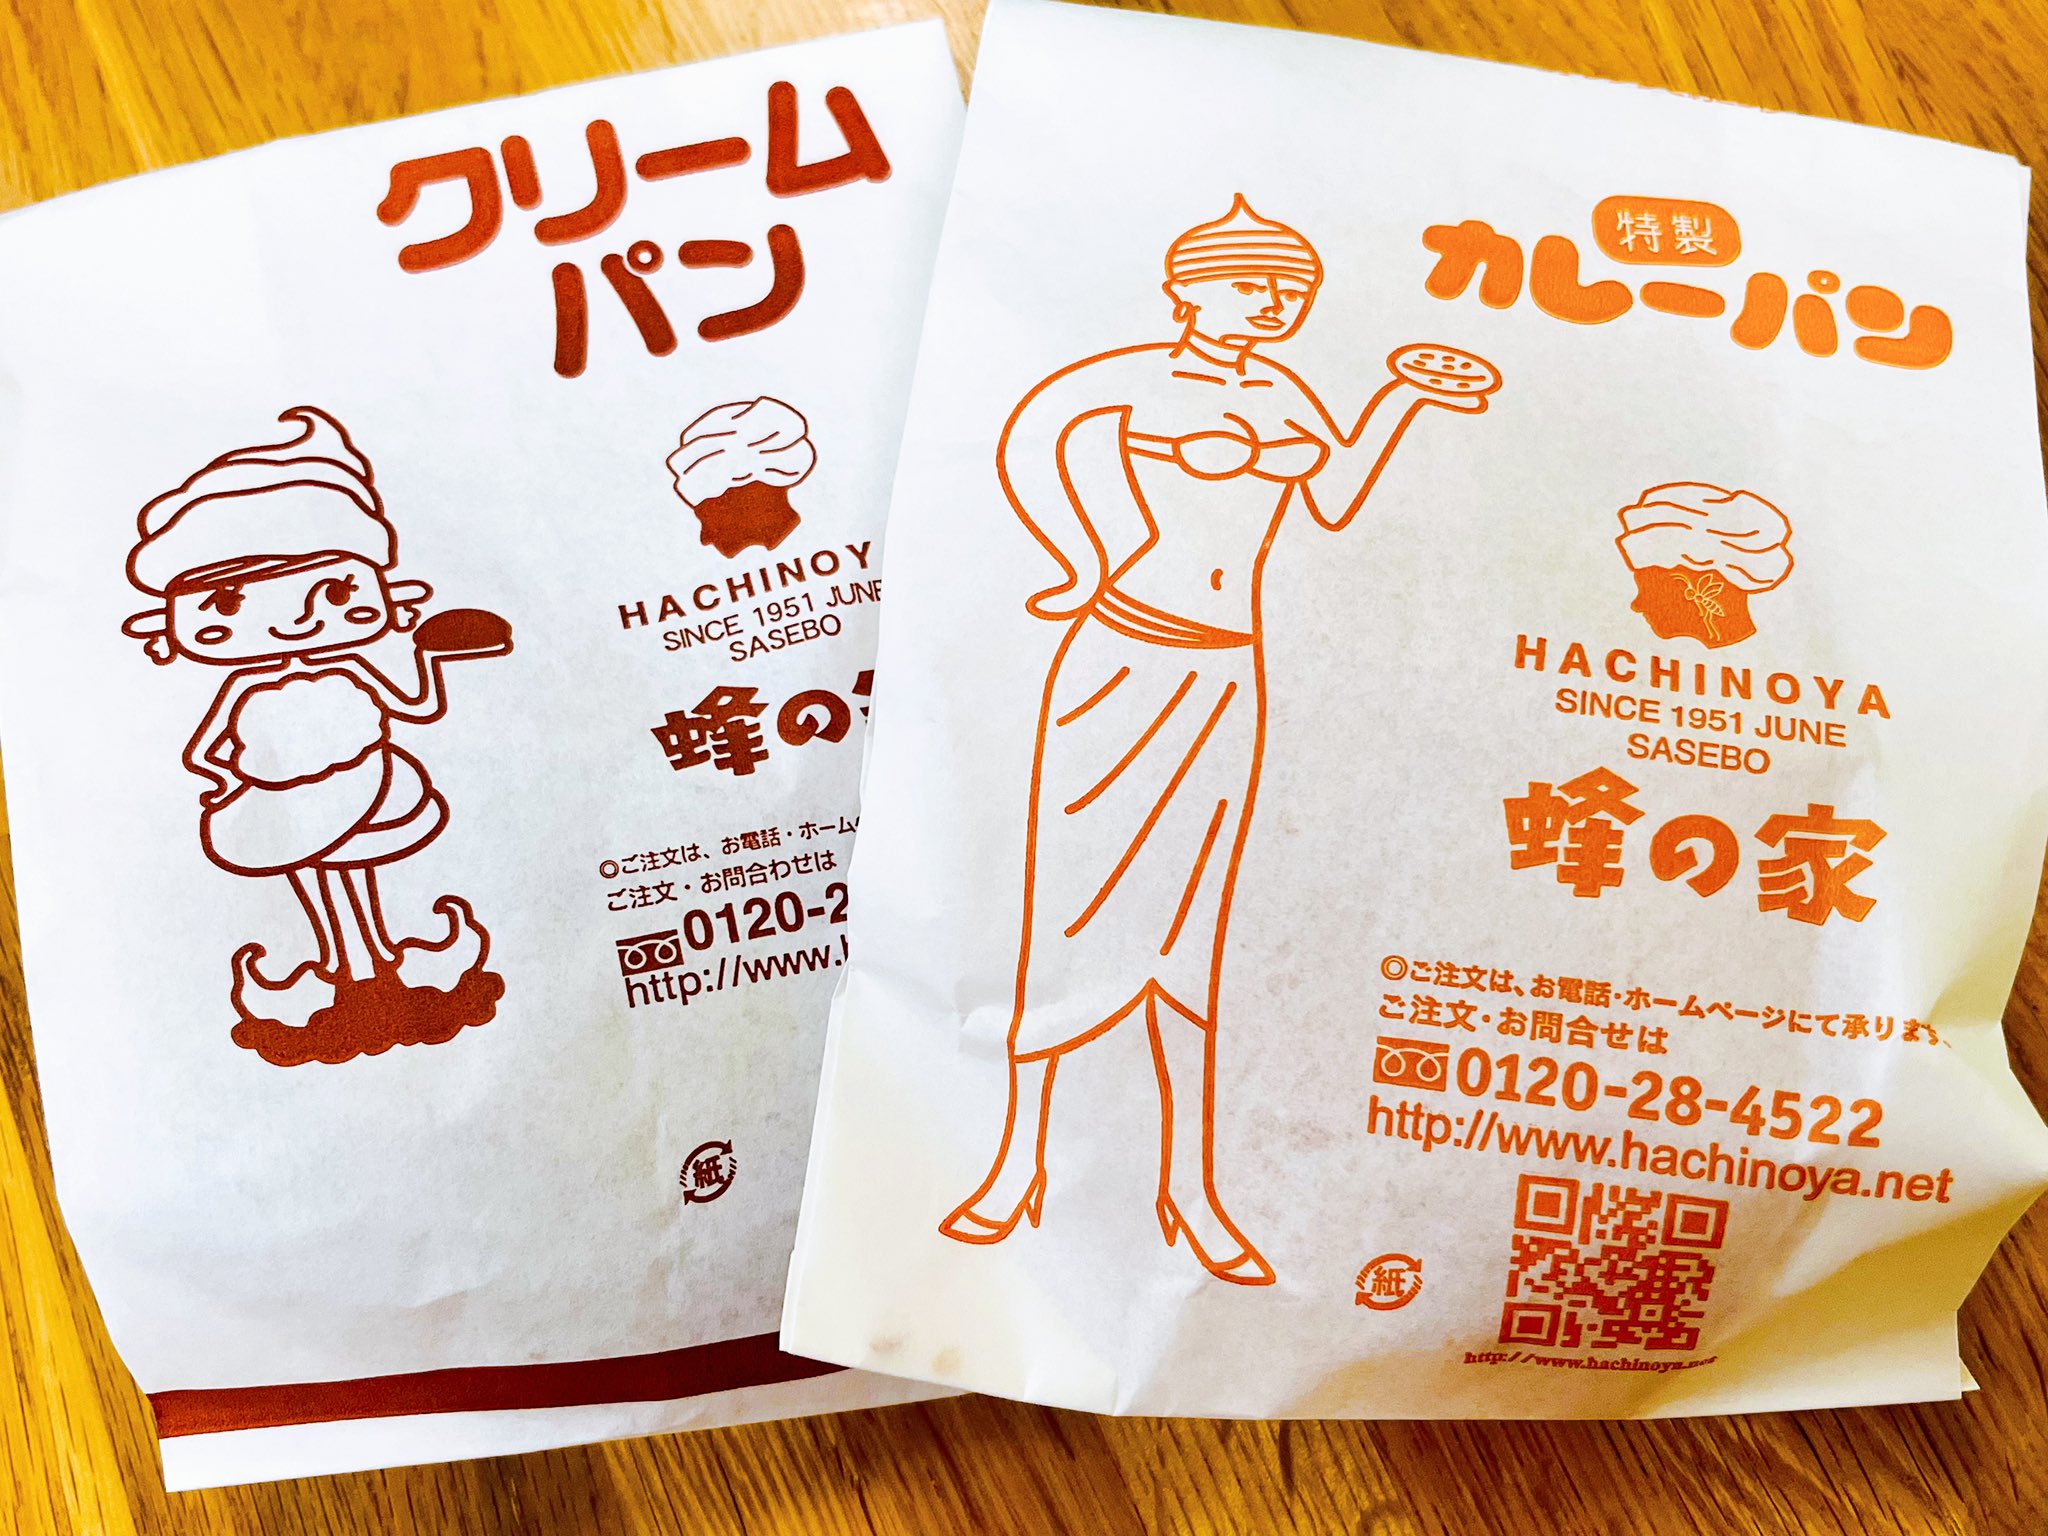 クリーム
パン
HACHINOY
SINCE 1951 JUNE
SASEBO
蜂の
◎ご注文は、お電話・ホーム
ご注文・お問合わせは
0120-2
http://www.h
紙
特製
カレーパン
HACHINOYA
SINCE 1951 JUNE
SASEBO
蜂の家
◎ご注文は、お電話・ホームページにて承ります。
ご注文・お問合せは
0120-28-4522
http://www.hachinoya.net
紙
http://www.hachinoya.net